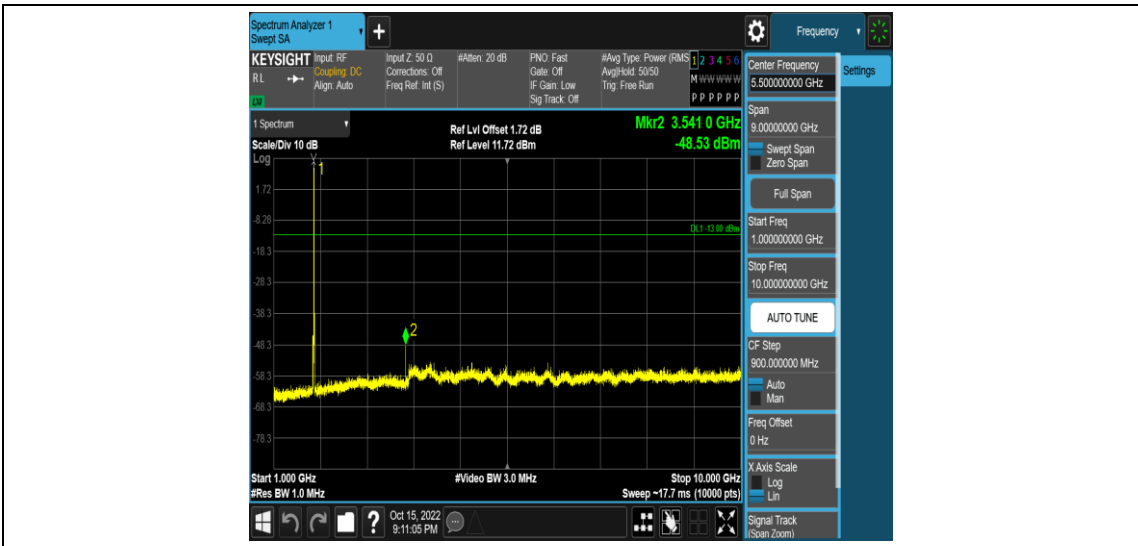 Spectrum Analyzer 1
Swept SA
+
Frequency
KEYSIGHT
RL
LXI
Input: RF
Coupling: DC
Align: Auto
Input Z: 50 Ω
Corrections: Off
Freq Ref: Int (S)
#Atten: 20 dB
PNO: Fast
Gate: Off
IF Gain: Low
Sig Track: Off
#Avg Type: Power (RMS
Avg|Hold: 50/50
Trig: Free Run
1 2 3 4 5 6
M W W W W W
P P P P P P
1 Spectrum
Scale/Div 10 dB
Log
Ref Lvl Offset 1.72 dB
Ref Level 11.72 dBm
Mkr2 3.541 0 GHz
-48.53 dBm
1
1.72
-8.28
DL1 -13.00 dBm
-18.3
-28.3
-38.3
2
-48.3
-58.3
-68.3
-78.3
Start 1.000 GHz
#Res BW 1.0 MHz
#Video BW 3.0 MHz
Stop 10.000 GHz
Sweep ~17.7 ms (10000 pts)
?
Oct 15, 2022
9:11:05 PM
Center Frequency
5.500000000 GHz
Settings
Span
9.00000000 GHz
Swept Span
Zero Span
Full Span
Start Freq
1.000000000 GHz
Stop Freq
10.000000000 GHz
AUTO TUNE
CF Step
900.000000 MHz
Auto
Man
Freq Offset
0 Hz
X Axis Scale
Log
Lin
Signal Track
(Span Zoom)